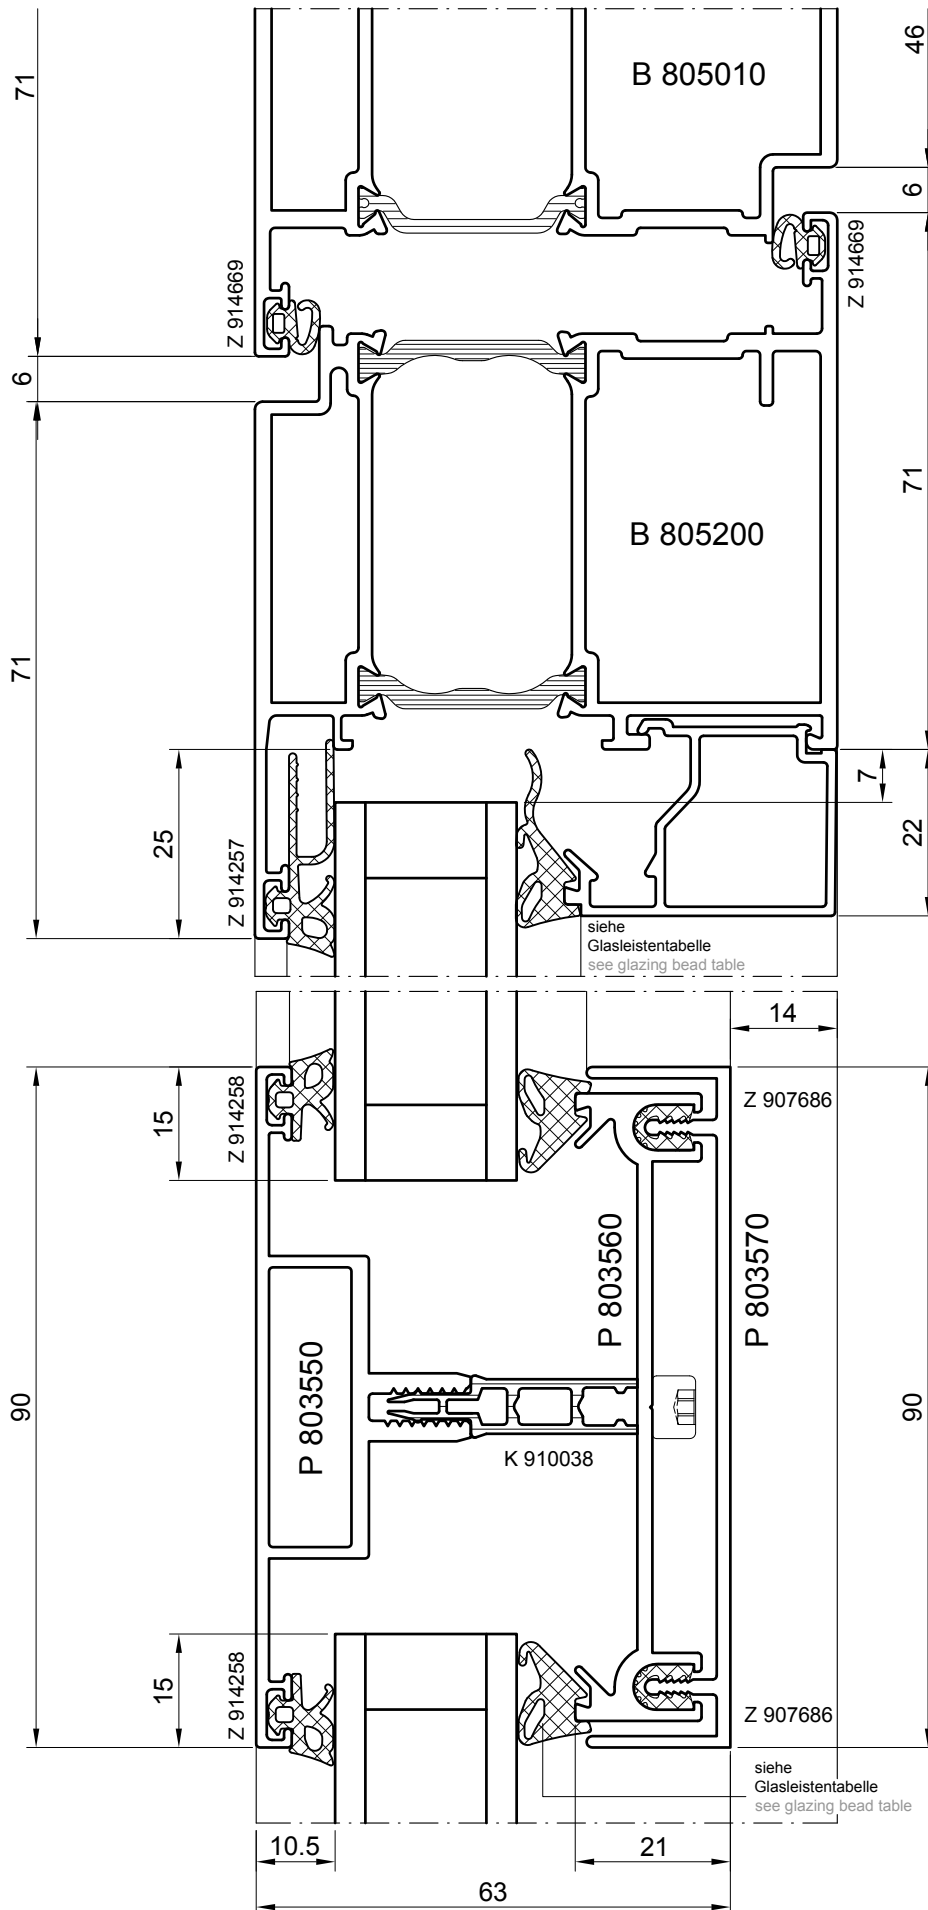 B 805010
46
71
6
Z 914669
Z 914669
6
71
B 805200
71
7
25
22
Z 914257
siehe
Glasleistentabelle
see glazing bead table
14
15
Z 914258
Z 907686
P 803560
P 803570
90
P 803550
90
K 910038
15
Z 914258
Z 907686
siehe
Glasleistentabelle
see glazing bead table
10.5
21
63